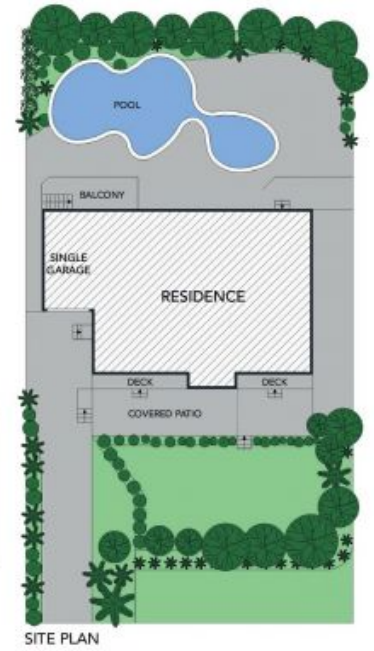 POOL
BALCONY
SINGLE
GARAGE
RESIDENCE
DECK
DECK
COVERED PATIO
SITE PLAN